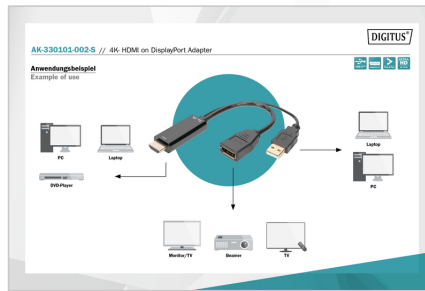 DIGITUS®
AK-330101-002-S // 4K- HDMI on DisplayPort Adapter
Anwendungsbeispiel
Example of use
PC
Laptop
DVD-Player
Laptop
PC
Monitor/TV
Beamer
TV